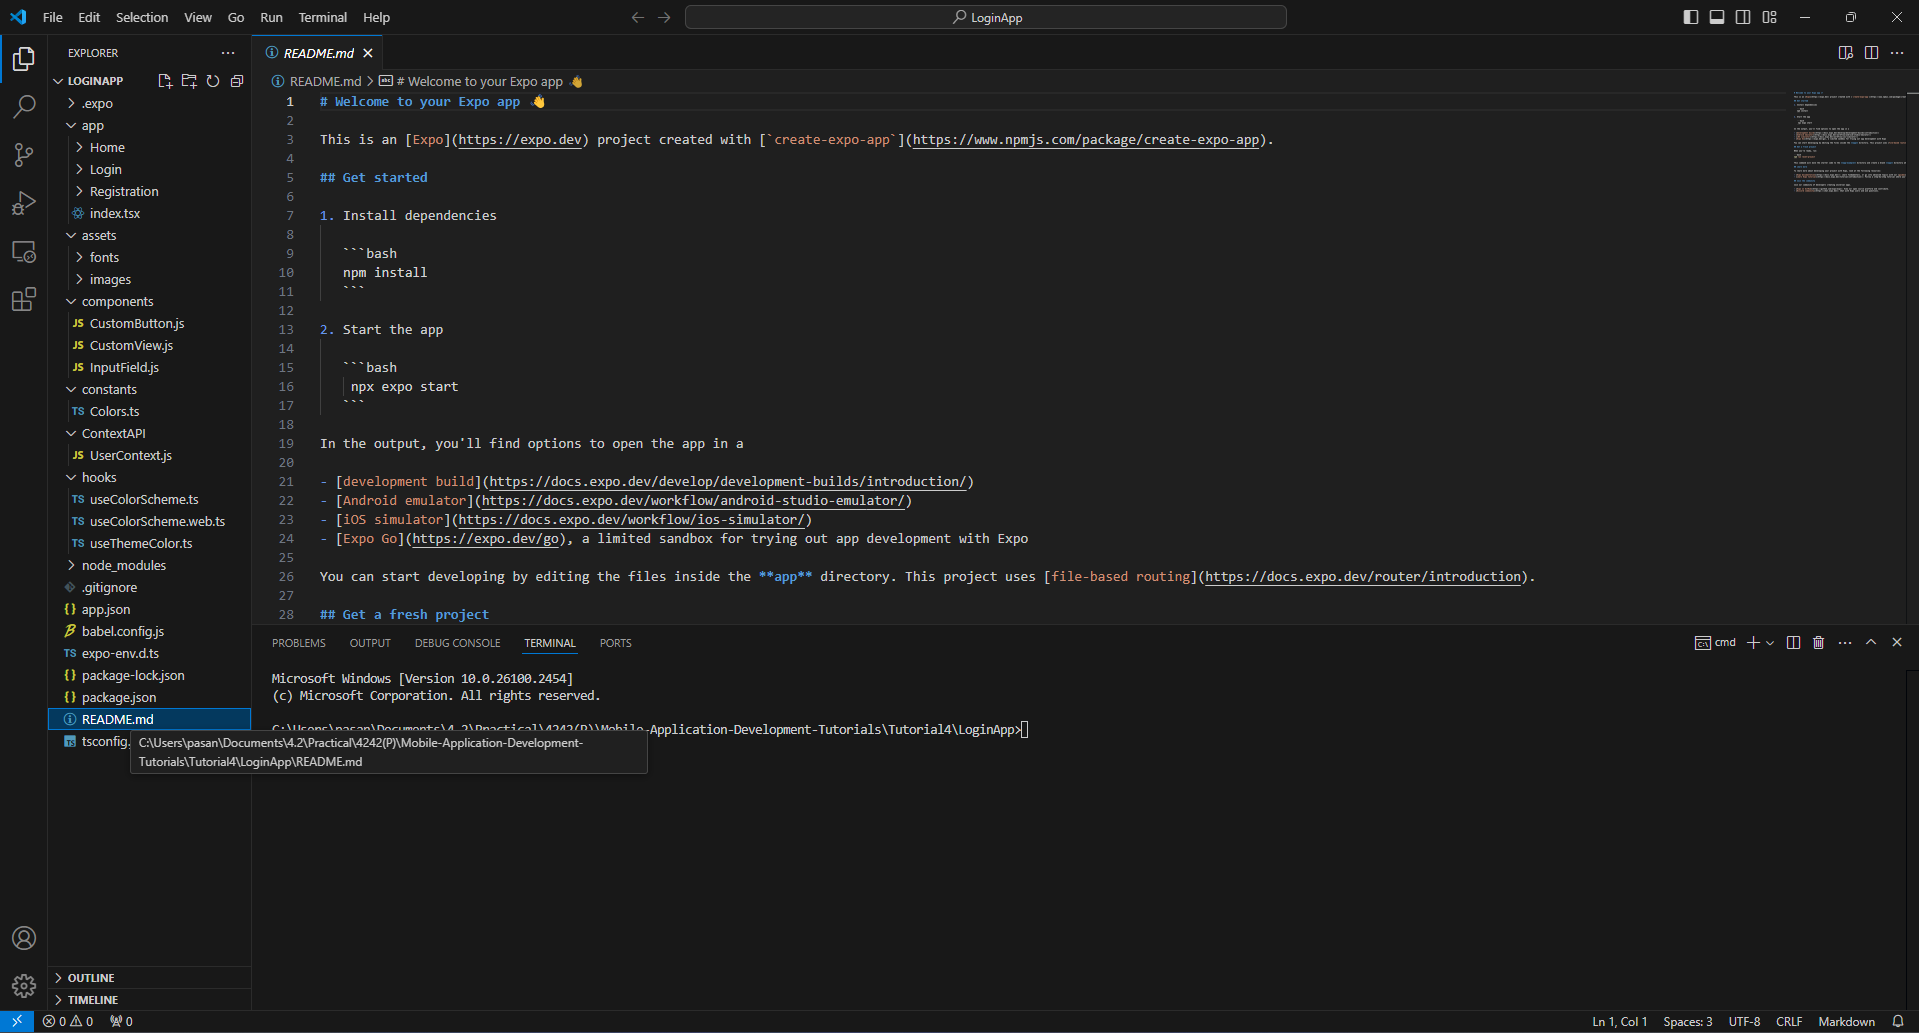 File Edit Selection View Go Run Terminal Help
LoginApp
EXPLORER
LOGINAPP
.expo
app
Home
Login
Registration
index.tsx
assets
fonts
images
components
JS CustomButton.js
JS CustomView.js
JS InputField.js
constants
TS Colors.ts
ContextAPI
JS UserContext.js
hooks
TS useColorScheme.ts
TS useColorScheme.web.ts
TS useThemeColor.ts
node_modules
.gitignore
{} app.json
babel.config.js
TS expo-env.d.ts
{} package-lock.json
{} package.json
README.md
TS tsconfig.
C:\Users\pasan\Documents\4.2\Practical\4242(P)\Mobile-Application-Development-
Tutorials\Tutorial4\LoginApp\README.md
OUTLINE
TIMELINE
README.md
README.md > # Welcome to your Expo app 👋
1 # Welcome to your Expo app 👋
2
3 This is an [Expo](https://expo.dev) project created with [`create-expo-app`](https://www.npmjs.com/package/create-expo-app).
4
5 ## Get started
6
7 1. Install dependencies
8
9 ```bash
10 npm install
11 ```
12
13 2. Start the app
14
15 ```bash
16 npx expo start
17 ```
18
19 In the output, you'll find options to open the app in a
20
21 - [development build](https://docs.expo.dev/develop/development-builds/introduction/)
22 - [Android emulator](https://docs.expo.dev/workflow/android-studio-emulator/)
23 - [iOS simulator](https://docs.expo.dev/workflow/ios-simulator/)
24 - [Expo Go](https://expo.dev/go), a limited sandbox for trying out app development with Expo
25
26 You can start developing by editing the files inside the **app** directory. This project uses [file-based routing](https://docs.expo.dev/router/introduction).
27
28 ## Get a fresh project
PROBLEMS OUTPUT DEBUG CONSOLE TERMINAL PORTS
cmd
Microsoft Windows [Version 10.0.26100.2454]
(c) Microsoft Corporation. All rights reserved.
C:\Users\pasan\Documents\4.2\Practical\4242(P)\Mobile-Application-Development-Tutorials\Tutorial4\LoginApp>
0 0 0
Ln 1, Col 1 Spaces: 3 UTF-8 CRLF Markdown